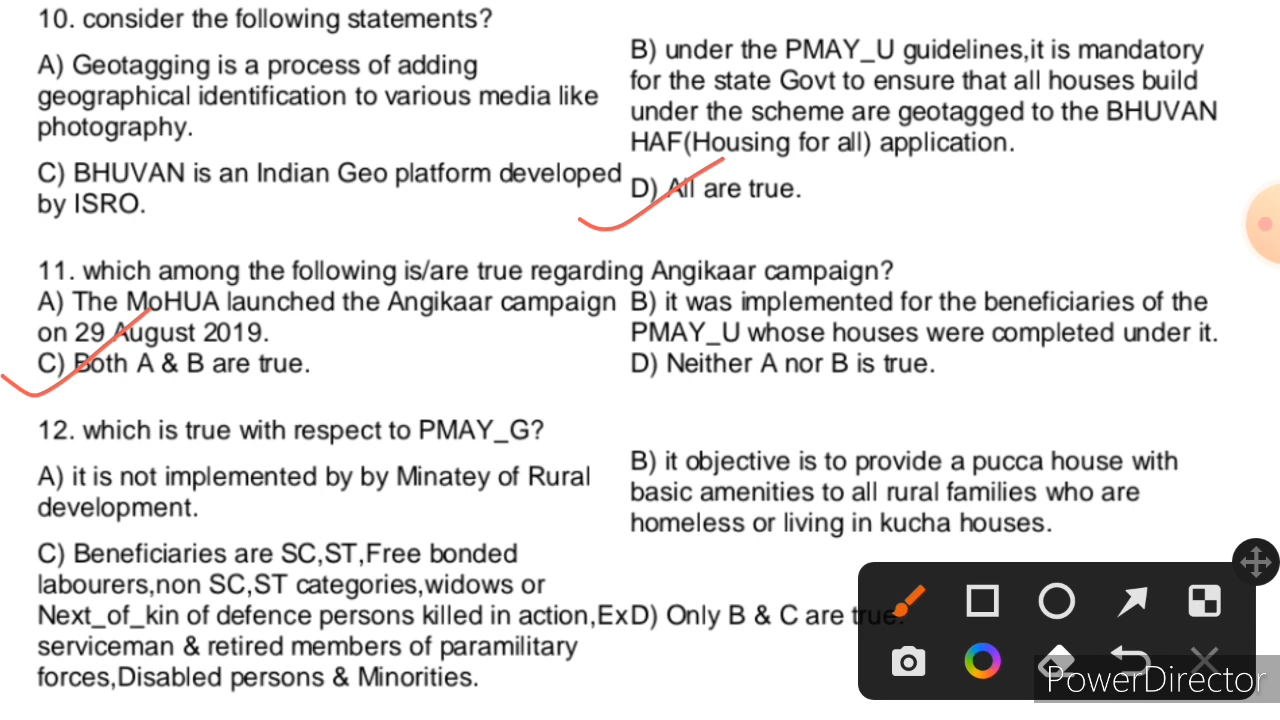 10. consider the following statements?
A) Geotagging is a process of adding
geographical identification to various media like
photography.
B) under the PMAY_U guidelines,it is mandatory
for the state Govt to ensure that all houses build
under the scheme are geotagged to the BHUVAN
HAF(Housing for all) application.
C) BHUVAN is an Indian Geo platform developed
by ISRO.
D) All are true.
11. which among the following is/are true regarding Angikaar campaign?
A) The MoHUA launched the Angikaar campaign
on 29 August 2019.
B) it was implemented for the beneficiaries of the
PMAY_U whose houses were completed under it.
C) Both A & B are true.
D) Neither A nor B is true.
12. which is true with respect to PMAY_G?
A) it is not implemented by by Minatey of Rural
development.
B) it objective is to provide a pucca house with
basic amenities to all rural families who are
homeless or living in kucha houses.
C) Beneficiaries are SC,ST,Free bonded
labourers,non SC,ST categories,widows or
Next_of_kin of defence persons killed in action,Ex
serviceman & retired members of paramilitary
forces,Disabled persons & Minorities.
D) Only B & C are true.
PowerDirector